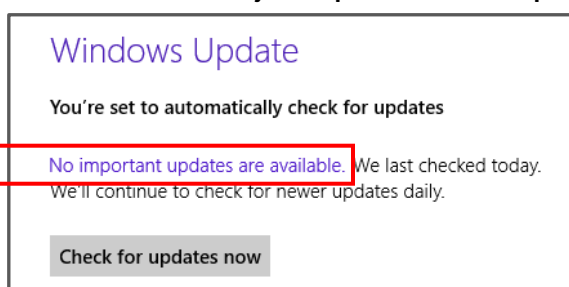 Windows Update
You're set to automatically check for updates
No important updates are available. We last checked today.
We'll continue to check for newer updates daily.
Check for updates now